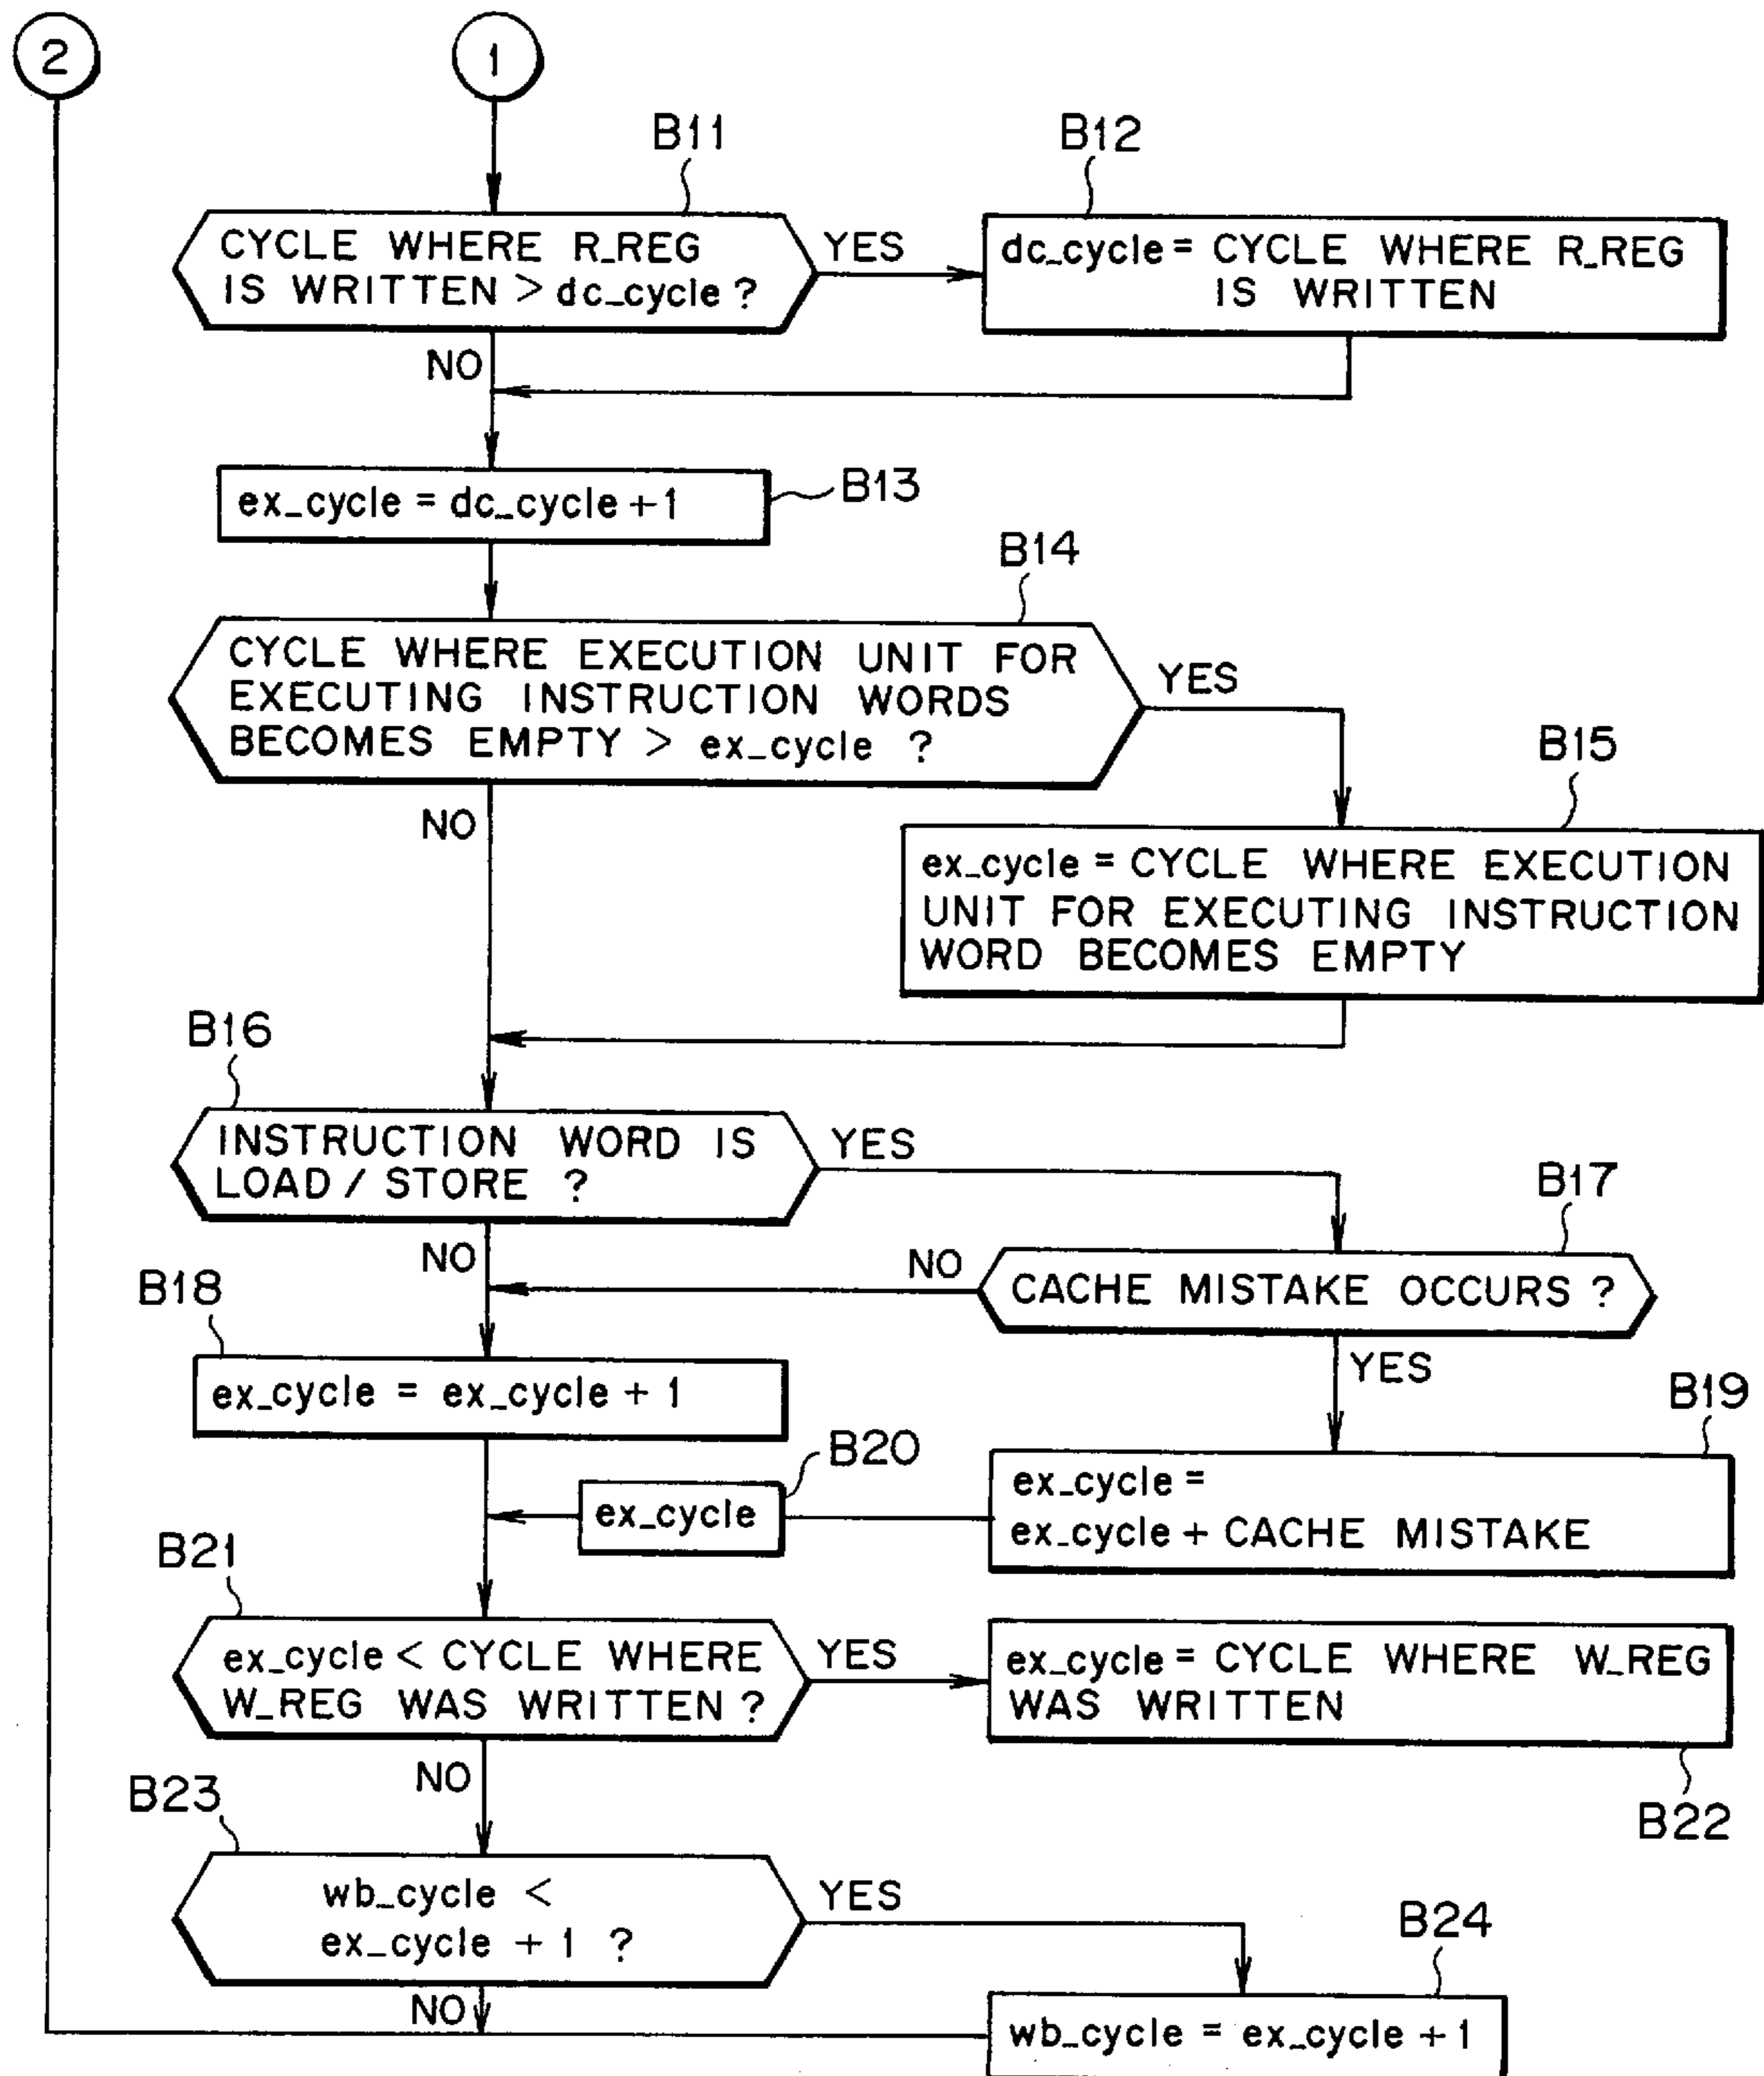 2
1
B11
B12
CYCLE WHERE R_REG
IS WRITTEN > dc_cycle ?
YES
dc_cycle = CYCLE WHERE R_REG
IS WRITTEN
NO
ex_cycle = dc_cycle +1
B13
B14
CYCLE WHERE EXECUTION UNIT FOR
EXECUTING INSTRUCTION WORDS
BECOMES EMPTY > ex_cycle ?
YES
B15
NO
ex_cycle = CYCLE WHERE EXECUTION
UNIT FOR EXECUTING INSTRUCTION
WORD BECOMES EMPTY
B16
INSTRUCTION WORD IS
LOAD / STORE ?
YES
B17
NO
NO
CACHE MISTAKE OCCURS ?
B18
YES
ex_cycle = ex_cycle + 1
B19
B20
ex_cycle
ex_cycle =
ex_cycle + CACHE MISTAKE
B21
ex_cycle < CYCLE WHERE
W_REG WAS WRITTEN ?
YES
ex_cycle = CYCLE WHERE W_REG
WAS WRITTEN
NO
B22
B23
wb_cycle <
ex_cycle + 1 ?
YES
B24
NO
wb_cycle = ex_cycle + 1